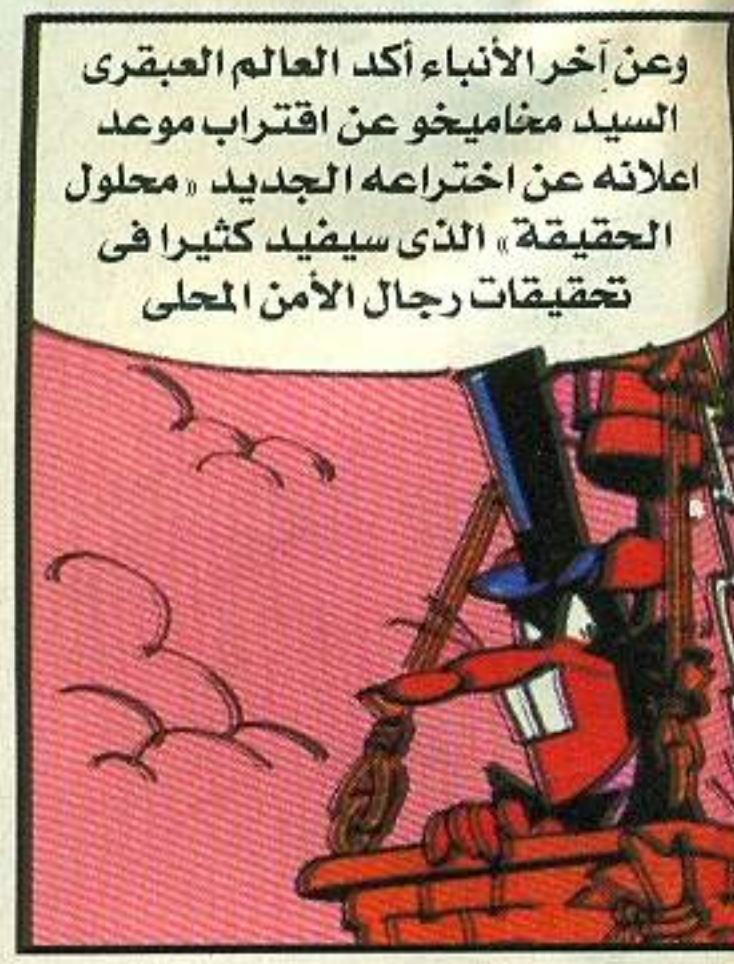 وعن آخر الأنباء أكد العالم العبقرى
السيد مخاميخو عن اقتراب موعد
اعلانه عن اختراعه الجديد « محلول
الحقيقة » الذى سيفيد كثيرا فى
تحقيقات رجال الأمن المحلى